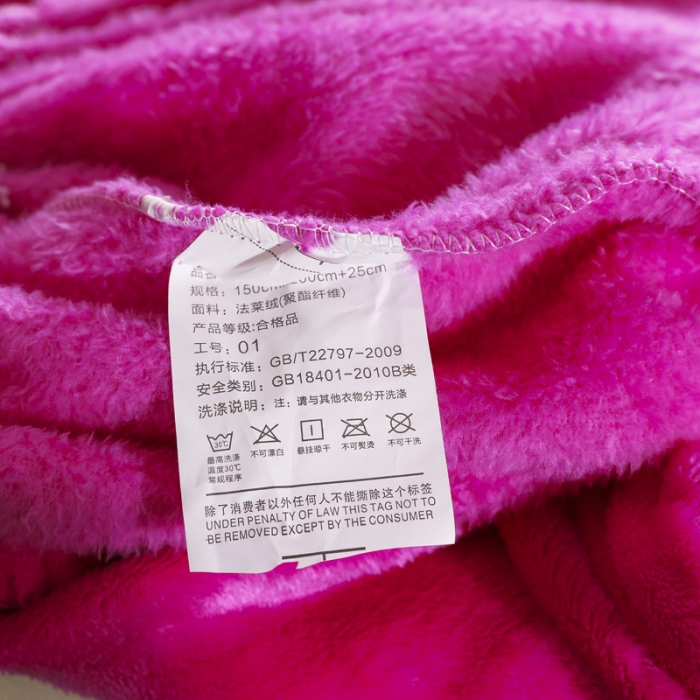 规格：150cm 200cm+25cm
面料：法莱绒(聚酯纤维)
产品等级:合格品
工号：01
执行标准：GB/T22797-2009
安全类别：GB18401-2010B类
洗涤说明：注：请与其他衣物分开洗涤
30℃
最高洗涤 不可漂白 悬挂晾干 不可熨烫 不可干洗
温度30℃
常规程序
除了消费者以外任何人不能撕除这个标签
UNDER PENALTY OF LAW THIS TAG NOT TO
BE REMOVED EXCEPT BY THE CONSUMER